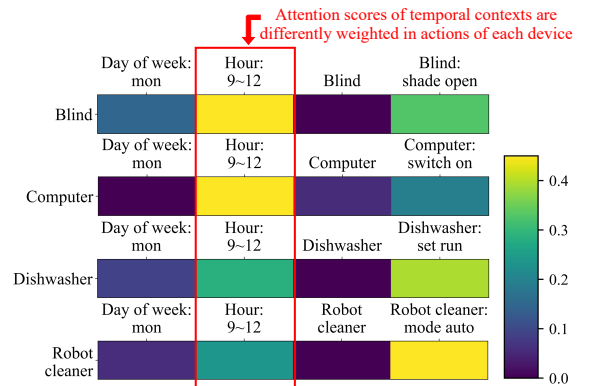 Attention scores of temporal contexts are
differently weighted in actions of each device
Day of week: Hour: Blind:
mon 9~12 Blind shade open
Blind
Day of week: Hour: Computer:
mon 9~12 Computer switch on
Computer
Day of week: Hour: Dishwasher:
mon 9~12 Dishwasher set run
Dishwasher
Day of week: Hour: Robot Robot cleaner:
mon 9~12 cleaner mode auto
Robot
cleaner
0.4
0.3
0.2
0.1
0.0